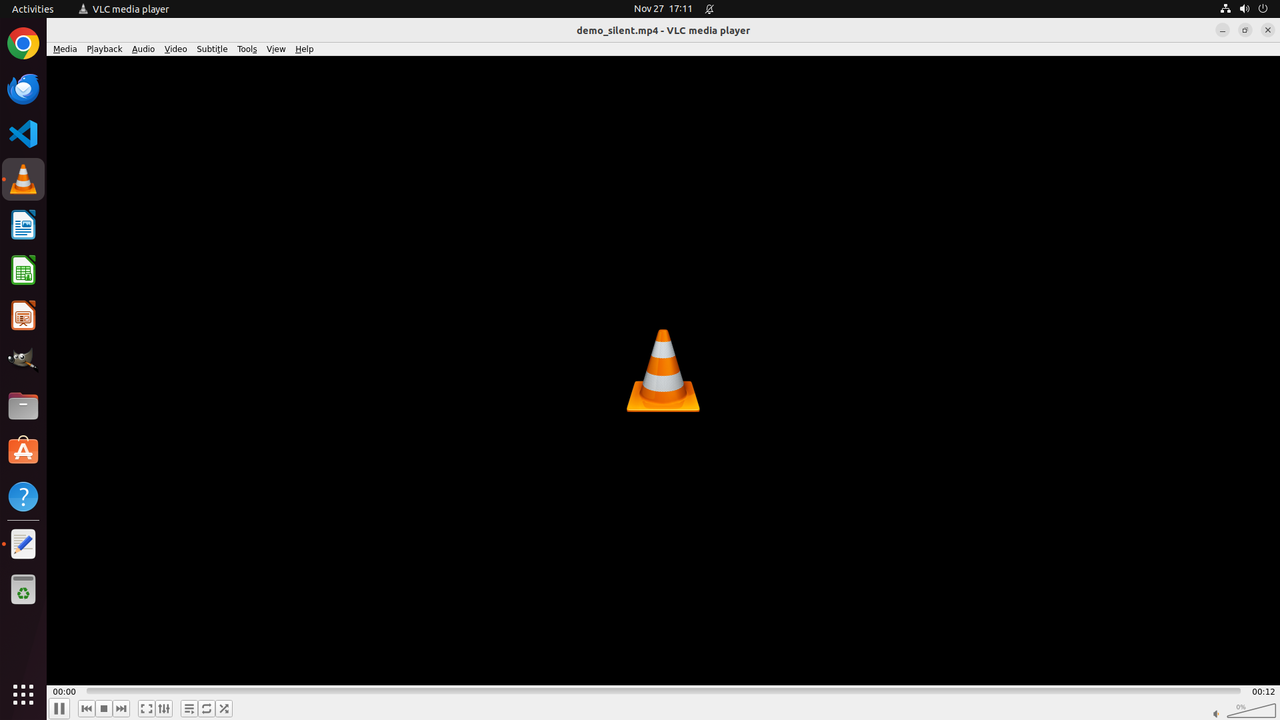 Activities
VLC media player
Nov 27 17:11
demo_silent.mp4 - VLC media player
Media Playback Audio Video Subtitle Tools View Help
00:00
00:12
0%